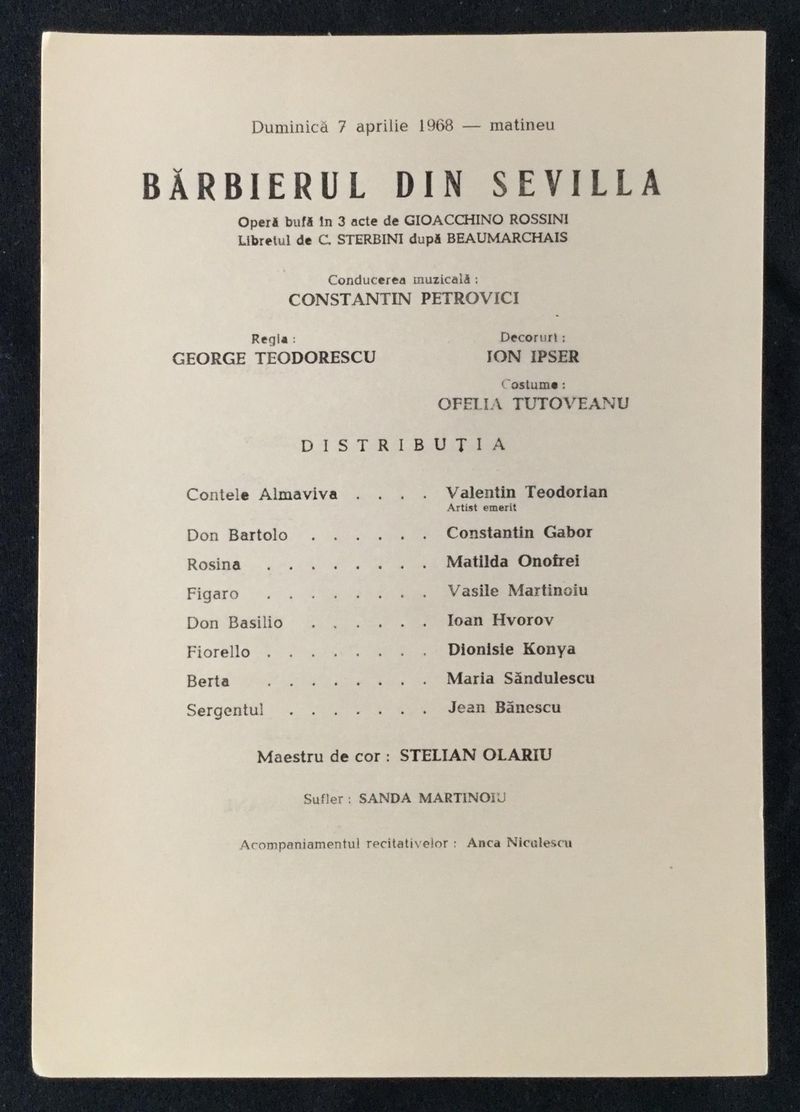 Duminică 7 aprilie 1968 — matineu
BĂRBIERUL DIN SEVILLA
Operă bufă în 3 acte de GIOACCHINO ROSSINI
Libretul de C. STERBINI după BEAUMARCHAIS
Conducerea muzicală :
CONSTANTIN PETROVICI
Regia :
GEORGE TEODORESCU
Decoruri :
ION IPSER
Costume :
OFELIA TUTOVEANU
DISTRIBUȚIA
Contele Almaviva . . . . Valentin Teodorian
Artist emerit
Don Bartolo . . . . . . Constantin Gabor
Rosina . . . . . . . . Matilda Onofrei
Figaro . . . . . . . . Vasile Martinoiu
Don Basilio . . . . . . Ioan Hvorov
Fiorello . . . . . . . . Dionisie Konya
Berta . . . . . . . . Maria Săndulescu
Sergentul . . . . . . . Jean Bănescu
Maestru de cor : STELIAN OLARIU
Sufler : SANDA MARTINOIU
Acompaniamentul recitativelor : Anca Niculescu